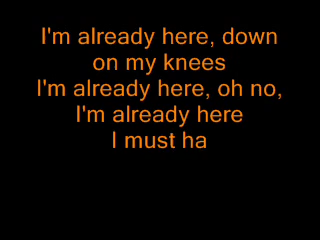 I'm already here, down
on my knees
I'm already here, oh no,
I'm already here
I must ha